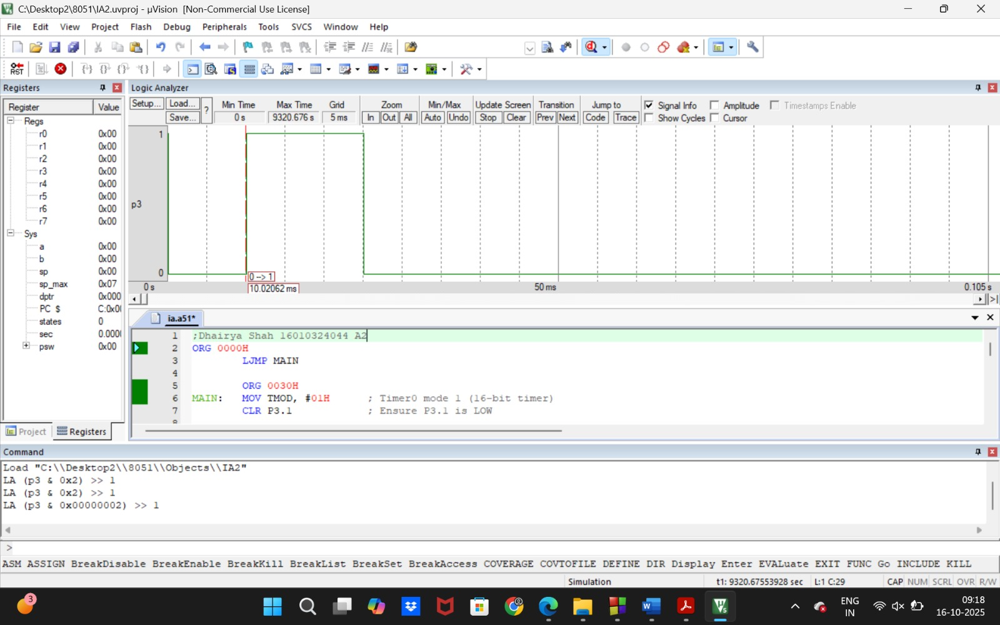 C:\Desktop2\8051\IA2.uvproj - µVision [Non-Commercial Use License]
File Edit View Project Flash Debug Peripherals Tools SVCS Window Help
RST
Registers
Register Value
Regs
r0 0x00
r1 0x00
r2 0x00
r3 0x00
r4 0x00
r5 0x00
r6 0x00
r7 0x00
Sys
a 0x00
b 0x00
sp 0x00
sp_max 0x07
dptr 0x000
PC $ C:0x0
states 0
sec 0.000
psw 0x00
Project Registers
Logic Analyzer
Setup... Load... ? Min Time Max Time Grid Zoom Min/Max Update Screen Transition Jump to Signal Info Amplitude Timestamps Enable
Save... 0 s 9320.676 s 5 ms In Out All Auto Undo Stop Clear Prev Next Code Trace Show Cycles Cursor
1
p3
0
0 --> 1
0 s 10.02062 ms 50 ms 0.105 s
ia.a51*
1 ;Dhairya Shah 16010324044 A2
2 ORG 0000H
3 LJMP MAIN
4
5 ORG 0030H
6 MAIN: MOV TMOD, #01H ; Timer0 mode 1 (16-bit timer)
7 CLR P3.1 ; Ensure P3.1 is LOW
8
Command
Load "C:\\Desktop2\\8051\\Objects\\IA2"
LA (p3 & 0x2) >> 1
LA (p3 & 0x2) >> 1
LA (p3 & 0x00000002) >> 1
>
ASM ASSIGN BreakDisable BreakEnable BreakKill BreakList BreakSet BreakAccess COVERAGE COVTOFILE DEFINE DIR Display Enter EVALuate EXIT FUNC Go INCLUDE KILL
Simulation t1: 9320.67553928 sec L:1 C:29 CAP NUM SCRL OVR R/W
3
ENG
IN
09:18
16-10-2025